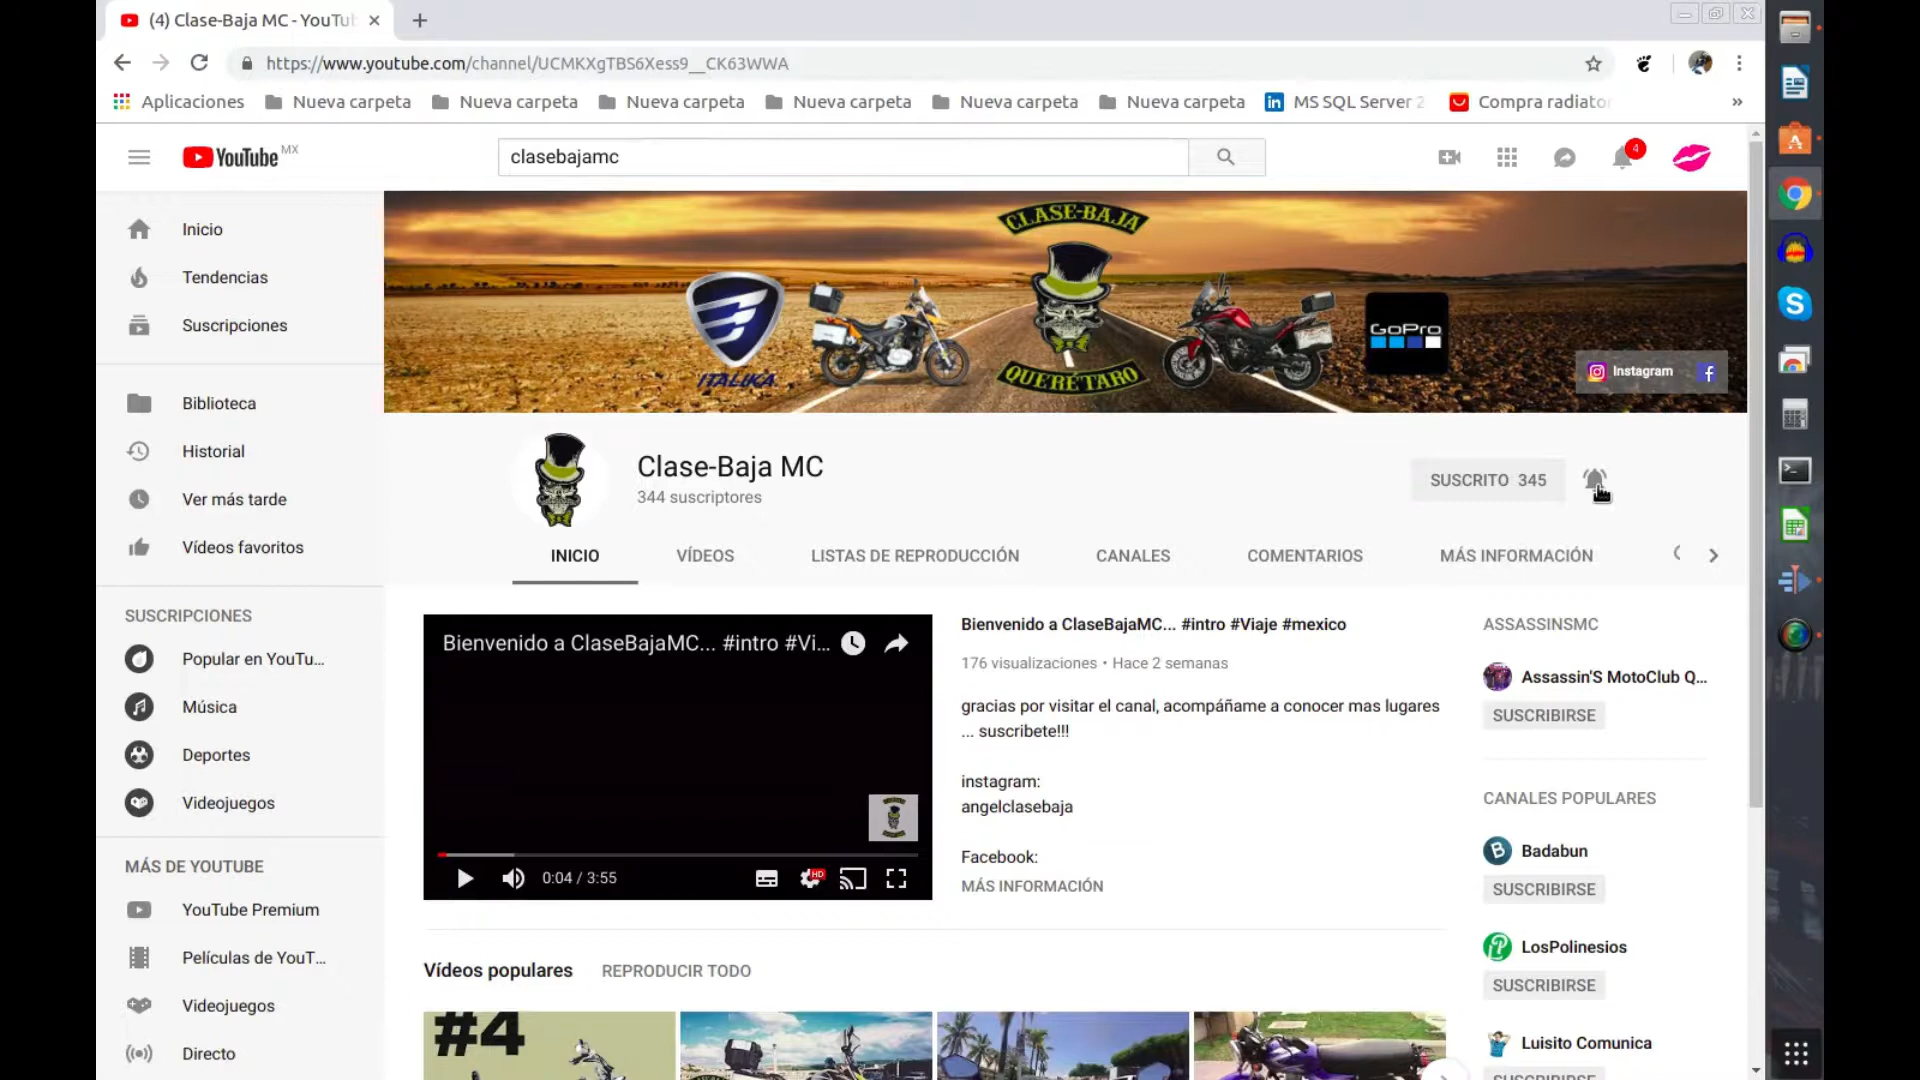 (4) Clase-Baja MC - YouTub
https://www.youtube.com/channel/UCMKXgTBS6Xess9__CK63WWA
Aplicaciones Nueva carpeta Nueva carpeta Nueva carpeta Nueva carpeta Nueva carpeta Nueva carpeta MS SQL Server 2 Compra radiato »
YouTube MX
clasebajamc
4
Inicio
Tendencias
Suscripciones
Biblioteca
Historial
Ver más tarde
Vídeos favoritos
SUSCRIPCIONES
Popular en YouTu...
Música
Deportes
Videojuegos
MÁS DE YOUTUBE
YouTube Premium
Películas de YouT...
Videojuegos
Directo
CLASE-BAJA
ITALIKA
QUERÉTARO
GoPro
Instagram
Clase-Baja MC
344 suscriptores
SUSCRITO 345
INICIO VÍDEOS LISTAS DE REPRODUCCIÓN CANALES COMENTARIOS MÁS INFORMACIÓN
Bienvenido a ClaseBajaMC... #intro #Vi...
0:04 / 3:55
HD
Bienvenido a ClaseBajaMC... #intro #Viaje #mexico
176 visualizaciones • Hace 2 semanas
gracias por visitar el canal, acompáñame a conocer mas lugares
... suscribete!!!
instagram:
angelclasebaja
Facebook:
MÁS INFORMACIÓN
ASSASSINSMC
Assassin'S MotoClub Q...
SUSCRIBIRSE
CANALES POPULARES
Badabun
SUSCRIBIRSE
LosPolinesios
SUSCRIBIRSE
Luisito Comunica
SUSCRIBIRSE
Vídeos populares REPRODUCIR TODO
#4